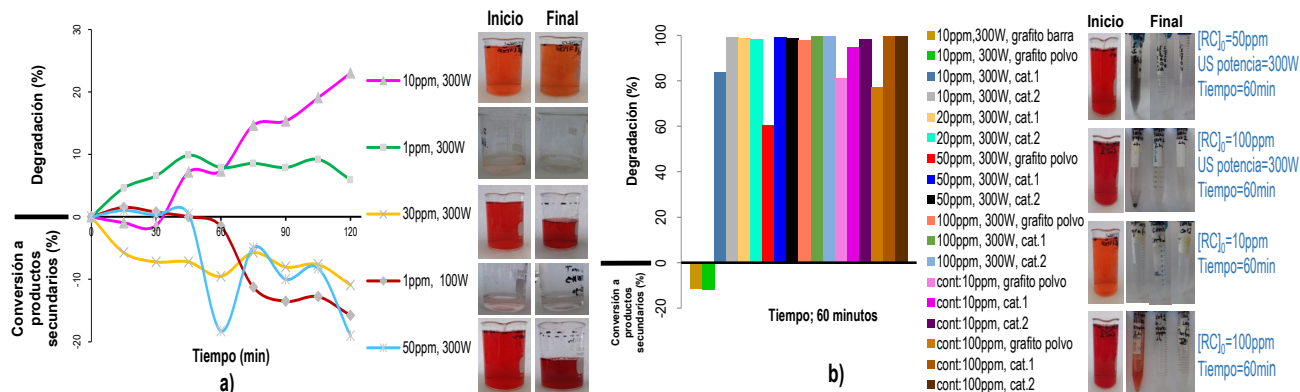 Degradación (%)
Conversión a
productos
secundarios (%)
30
20
10
0
-10
-20
0
30
60
90
120
Tiempo (min)
a)
10ppm, 300W
1ppm, 300W
30ppm, 300W
1ppm, 100W
50ppm, 300W
Inicio
Final
Degradación (%)
Conversión a
productos
secundarios (%)
100
80
60
40
20
0
-20
Tiempo; 60 minutos
b)
10ppm,300W, grafito barra
10ppm, 300W, grafito polvo
10ppm, 300W, cat.1
10ppm, 300W, cat.2
20ppm, 300W, cat.1
20ppm, 300W, cat.2
50ppm, 300W, grafito polvo
50ppm, 300W, cat.1
50ppm, 300W, cat.2
100ppm, 300W, grafito polvo
100ppm, 300W, cat.1
100ppm, 300W, cat.2
cont:10ppm, grafito polvo
cont:10ppm, cat.1
cont:10ppm, cat.2
cont:100ppm, grafito polvo
cont:100ppm, cat.1
cont:100ppm, cat.2
Inicio
Final
[RC]₀=50ppm
US potencia=300W
Tiempo=60min
[RC]₀=100ppm
US potencia=300W
Tiempo=60min
[RC]₀=10ppm
Tiempo=60min
[RC]₀=100ppm
Tiempo=60min